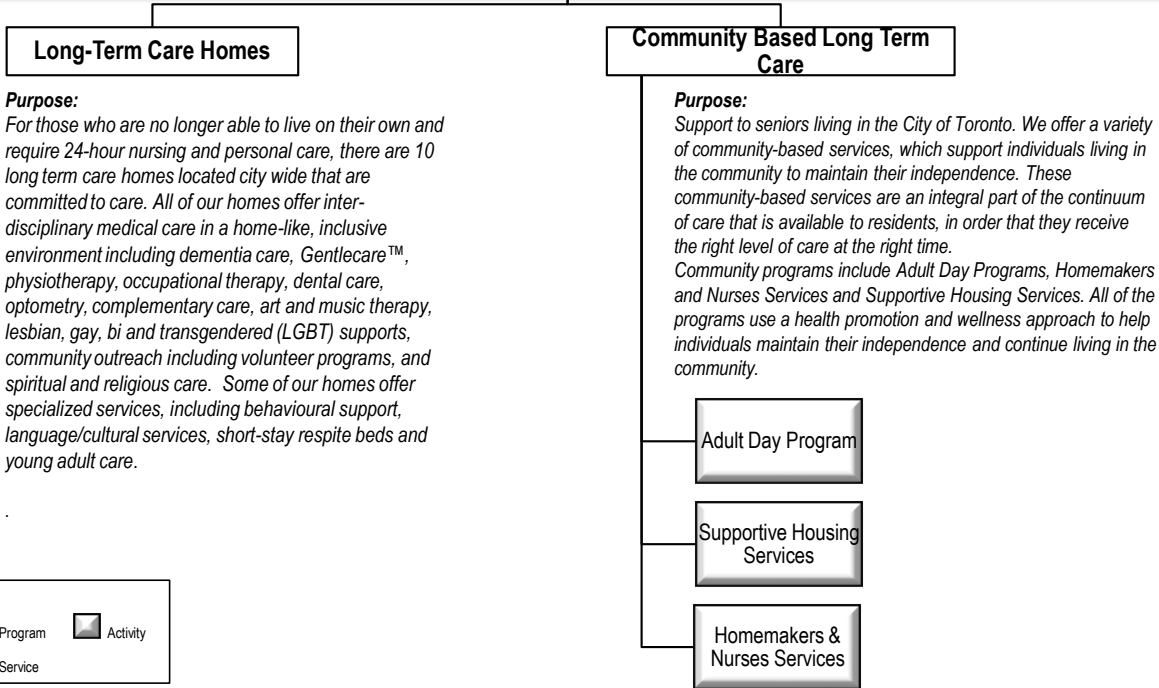 Long-Term Care Homes
Purpose:
For those who are no longer able to live on their own and
require 24-hour nursing and personal care, there are 10
long term care homes located city wide that are
committed to care. All of our homes offer inter-
disciplinary medical care in a home-like, inclusive
environment including dementia care, Gentlecare™,
physiotherapy, occupational therapy, dental care,
optometry, complementary care, art and music therapy,
lesbian, gay, bi and transgendered (LGBT) supports,
community outreach including volunteer programs, and
spiritual and religious care. Some of our homes offer
specialized services, including behavioural support,
language/cultural services, short-stay respite beds and
young adult care.
.
Program
Activity
Service
Community Based Long Term
Care
Purpose:
Support to seniors living in the City of Toronto. We offer a variety
of community-based services, which support individuals living in
the community to maintain their independence. These
community-based services are an integral part of the continuum
of care that is available to residents, in order that they receive
the right level of care at the right time.
Community programs include Adult Day Programs, Homemakers
and Nurses Services and Supportive Housing Services. All of the
programs use a health promotion and wellness approach to help
individuals maintain their independence and continue living in the
community.
Adult Day Program
Supportive Housing
Services
Homemakers &
Nurses Services